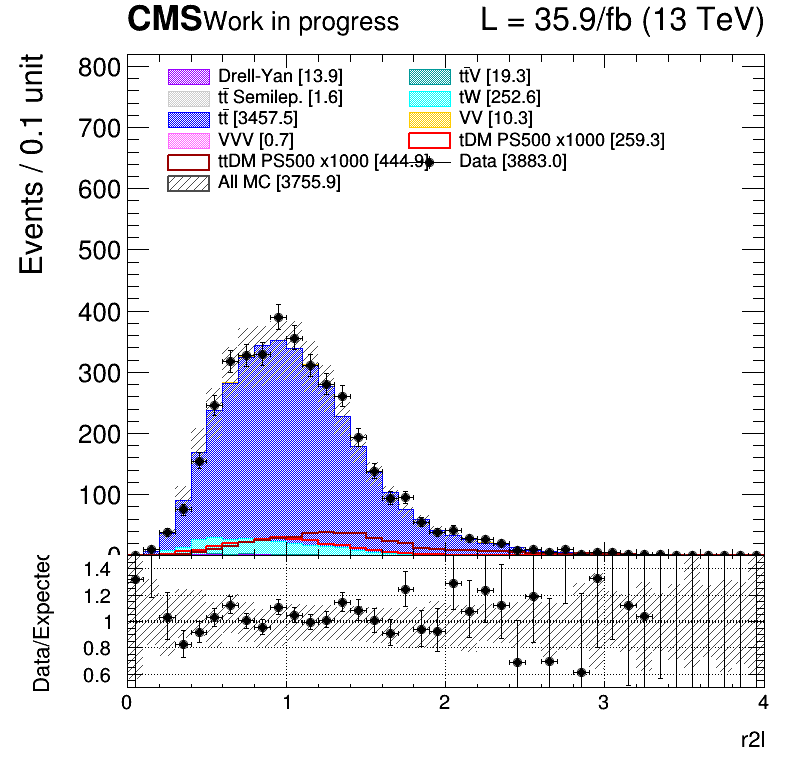 CMS Work in progress L = 35.9/fb (13 TeV)
Events / 0.1 unit
800
700
600
500
400
300
200
100
0
Drell-Yan [13.9]
tt̄V [19.3]
tt̄ Semilep. [1.6]
tW [252.6]
tt̄ [3457.5]
VV [10.3]
VVV [0.7]
tDM PS500 x1000 [259.3]
ttDM PS500 x1000 [444.9]
Data [3883.0]
All MC [3755.9]
Data/Expected
1.4
1.2
1
0.8
0.6
0 1 2 3 4
r2l